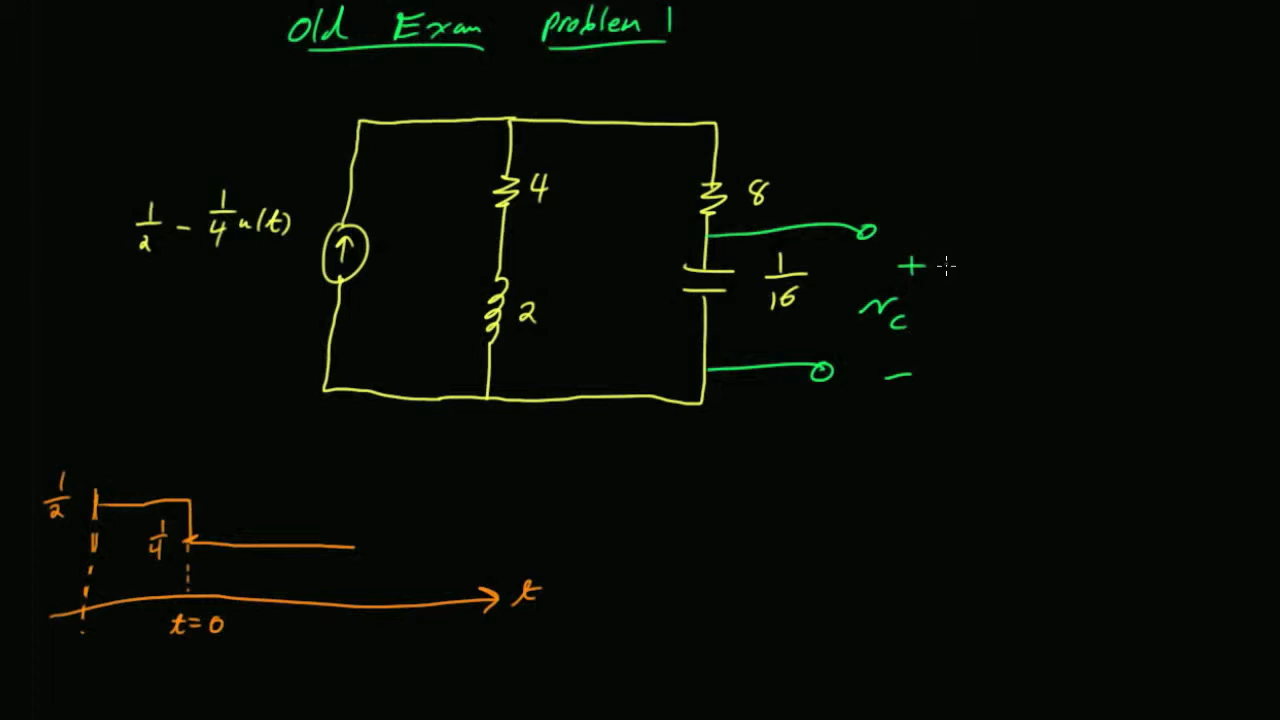 Old Exam problem 1
1/2 - 1/4 u(t)
4
8
2
1/16
+
v_c
-
1/2
1/4
t
t=0